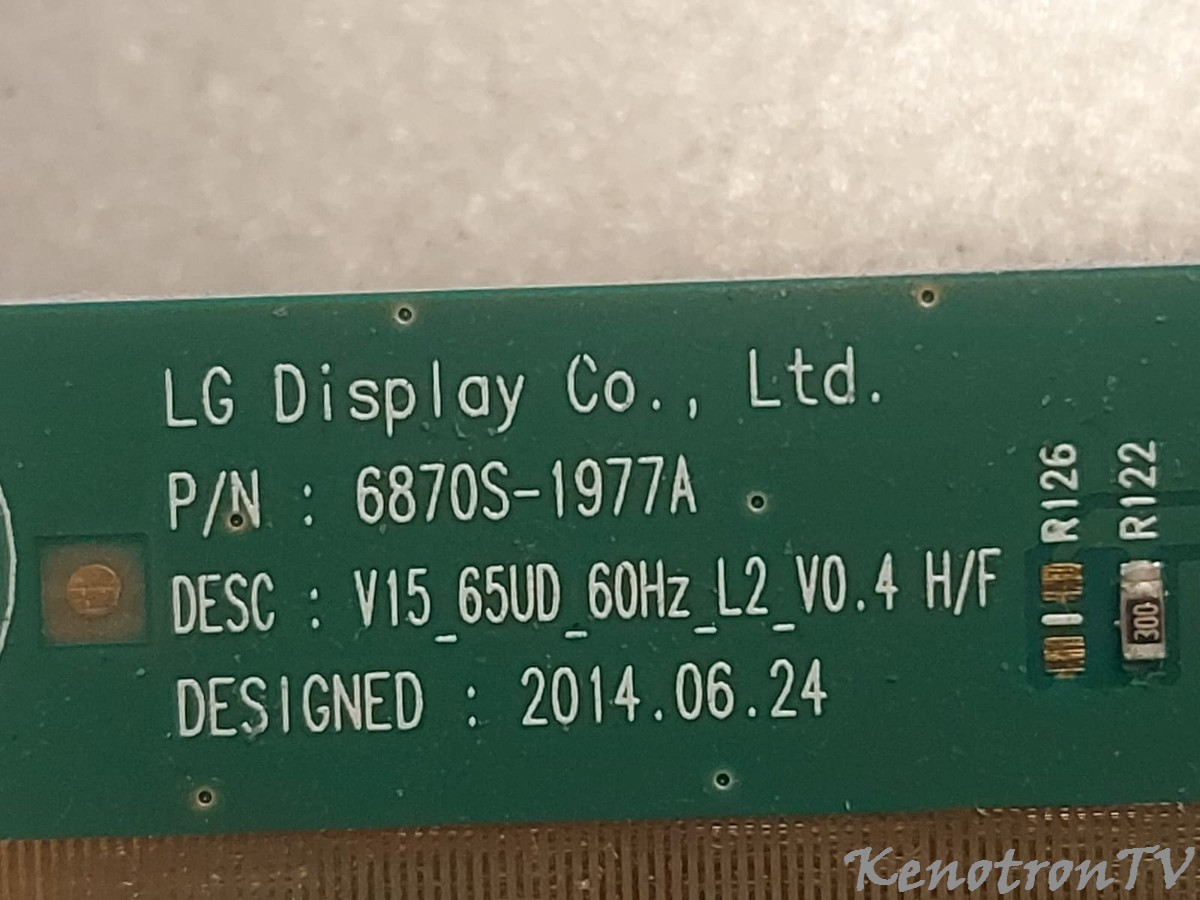 LG Display Co., Ltd.
P/N : 6870S-1977A
DESC : V15_65UD_60Hz_L2_V0.4 H/F
DESIGNED : 2014.06.24
R126
R122
300
KenotronTV